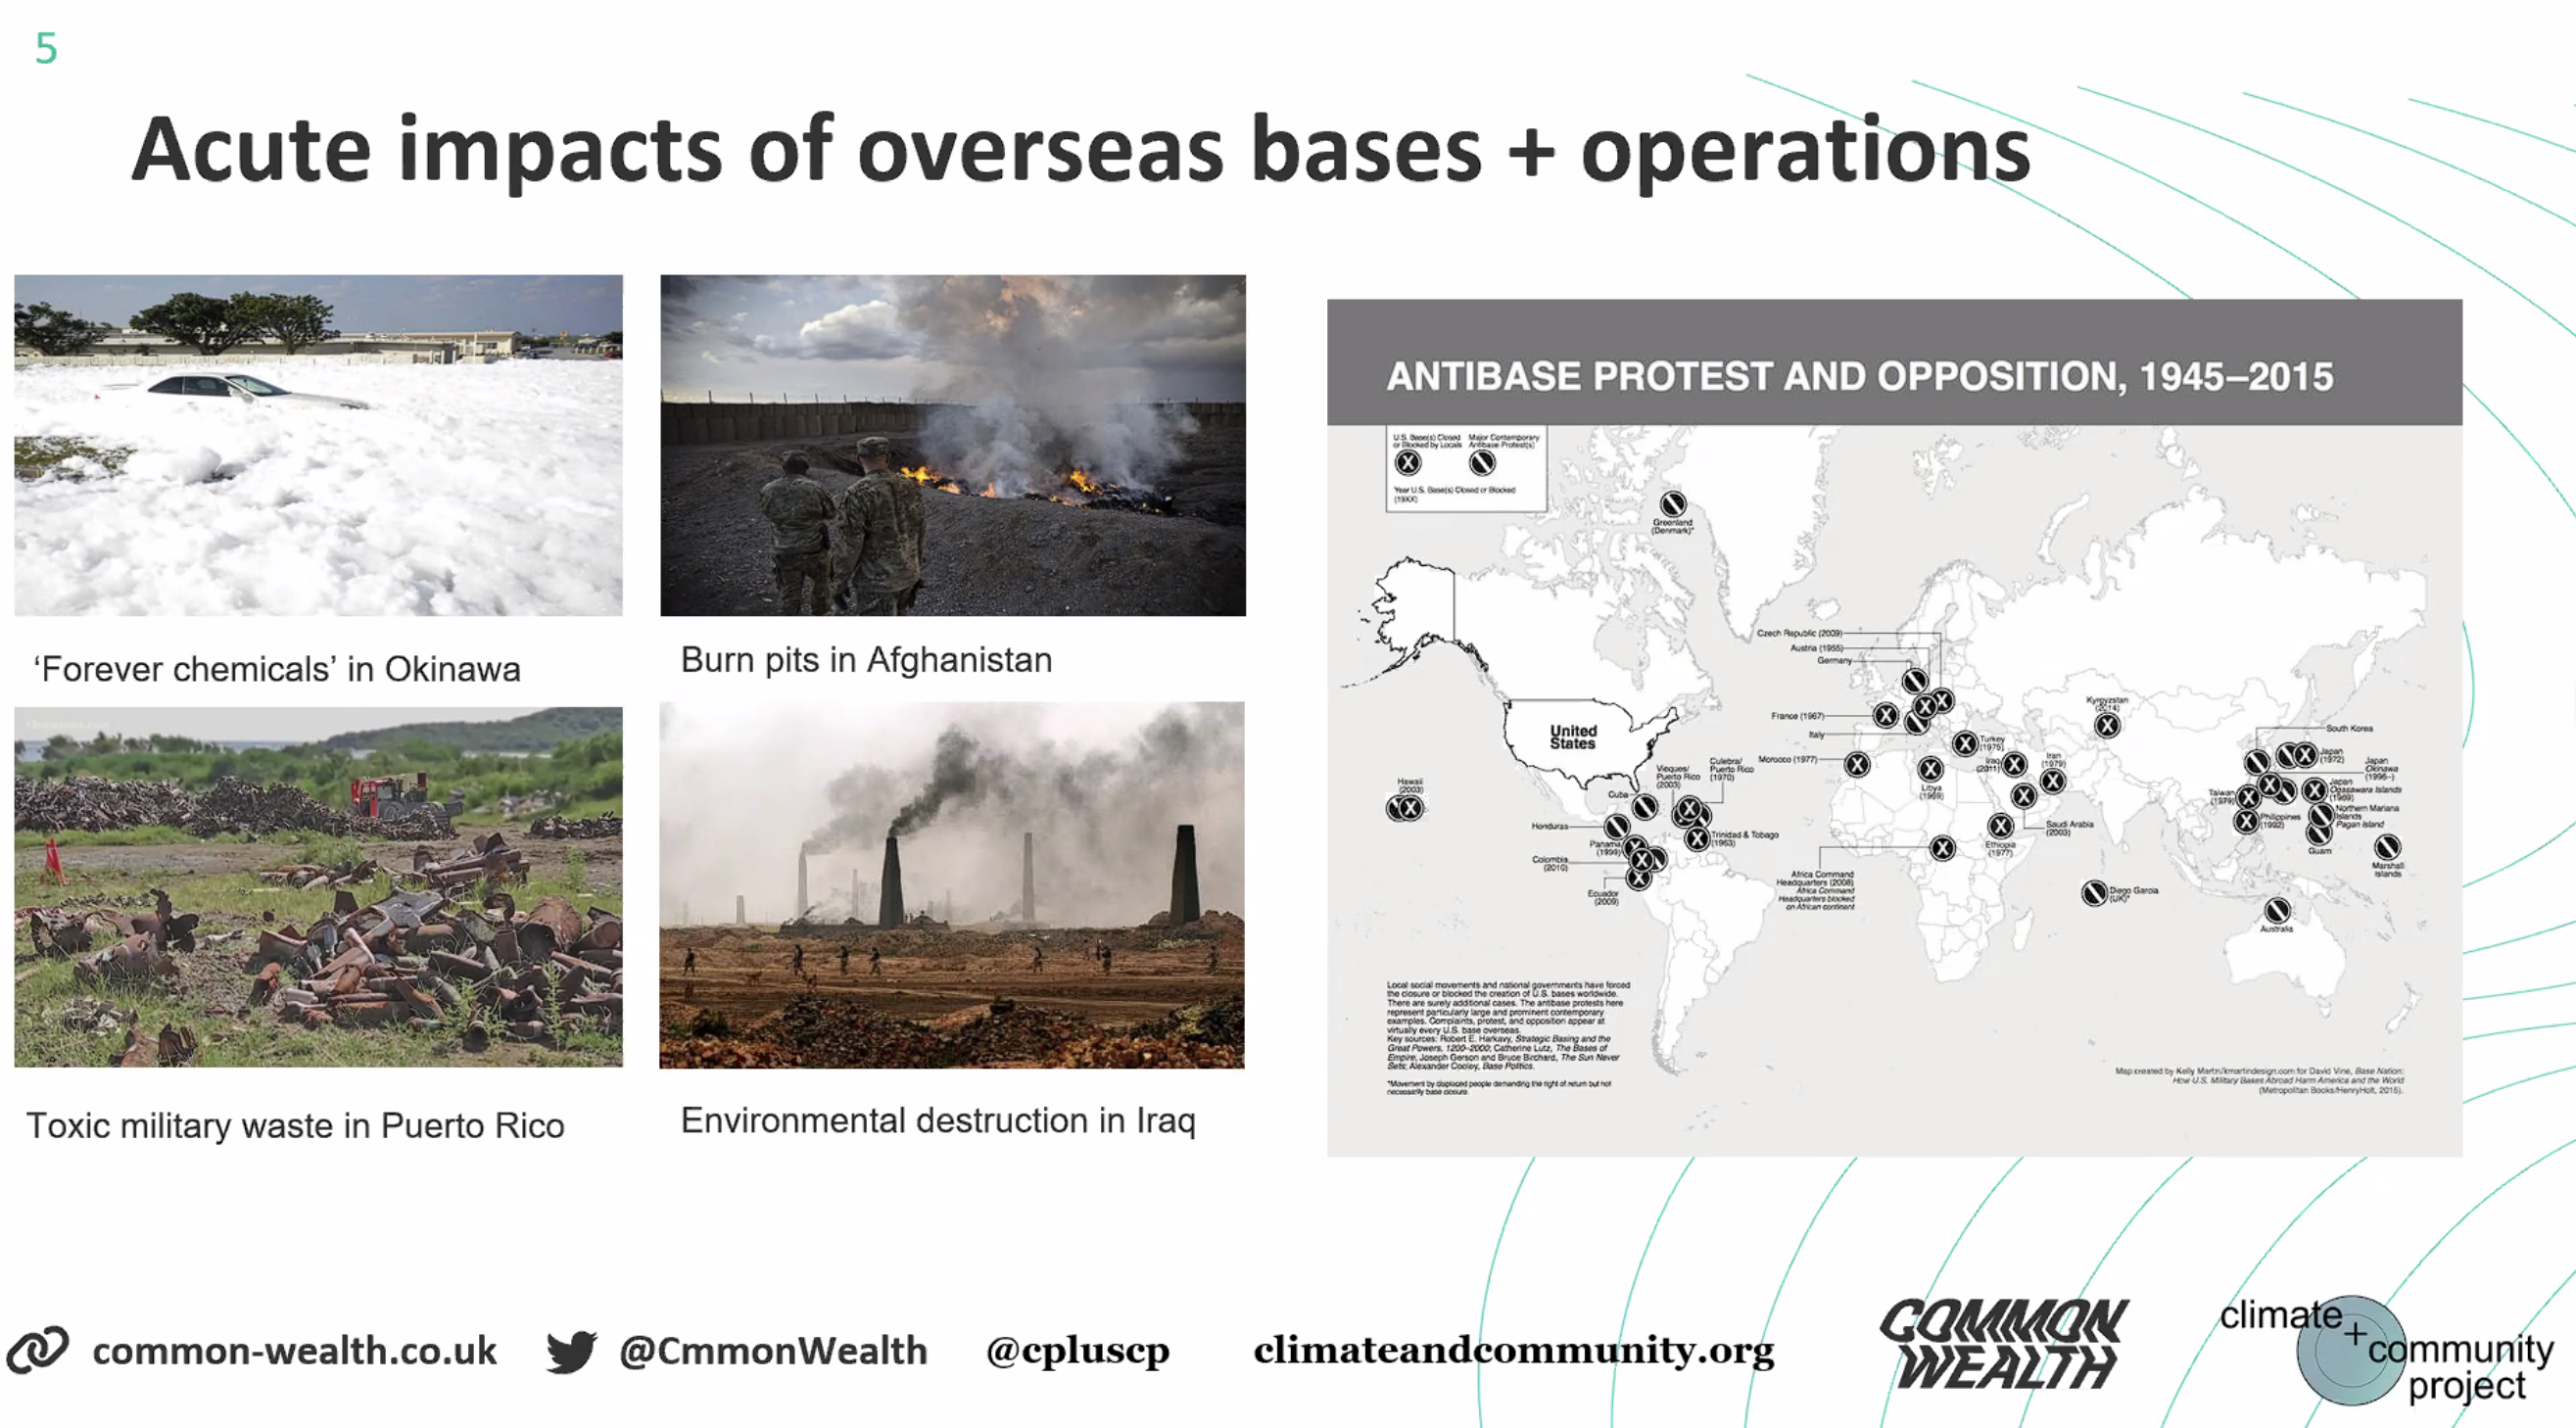 5
Acute impacts of overseas bases + operations
‘Forever chemicals’ in Okinawa
Burn pits in Afghanistan
Toxic military waste in Puerto Rico
Environmental destruction in Iraq
ANTIBASE PROTEST AND OPPOSITION, 1945–2015
U.S. Base(s) Closed
or Blocked by Locals
Major Contemporary
Antibase Protest(s)
Year U.S. Base(s) Closed or Blocked
(19XX)
Greenland
(Denmark)*
Czech Republic (2009)
Austria (1955)
Germany
France (1967)
Italy
Morocco (1977)
United
States
Hawaii
(2003)
Vieques/
Puerto Rico
(2003)
Culebra/
Puerto Rico
(1970)
Cuba
Honduras
Panama
(1999)
Colombia
(2010)
Ecuador
(2009)
Trinidad & Tobago
(1963)
Turkey
(1975)
Iraq
(2011)
Iran
(1979)
Libya
(1969)
Kyrgyzstan
(2014)
Saudi Arabia
(2003)
Ethiopia
(1977)
Africa Command
Headquarters (2008)
Africa Command
Headquarters blocked
on African continent
South Korea
Japan
(1972)
Japan
Okinawa
(1996–)
Japan
Ogasawara Islands
(1969)
Taiwan
(1979)
Philippines
(1992)
Northern Mariana
Islands
Pagan Island
Guam
Marshall
Islands
Diego Garcia
(UK)*
Australia
Local social movements and national governments have forced
the closure or blocked the creation of U.S. bases worldwide.
There are surely additional cases. The antibase protests here
represent particularly large and prominent contemporary
examples. Complaints, protest, and opposition appear at
virtually every U.S. base overseas.
Key sources: Robert E. Harkavy, Strategic Basing and the
Great Powers, 1200–2000; Catherine Lutz, The Bases of
Empire; Joseph Gerson and Bruce Birchard, The Sun Never
Sets; Alexander Cooley, Base Politics.
*Movement by displaced people demanding the right of return but not
necessarily base closure.
Map created by Kelly Martin/kmartindesign.com for David Vine, Base Nation:
How U.S. Military Bases Abroad Harm America and the World
(Metropolitan Books/HenryHolt, 2015).
common-wealth.co.uk
@CmmonWealth
@cpluscp
climateandcommunity.org
COMMON
WEALTH
climate
+
community
project